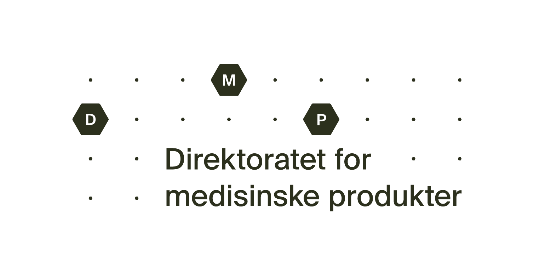 M
D P
Direktoratet for
medisinske produkter